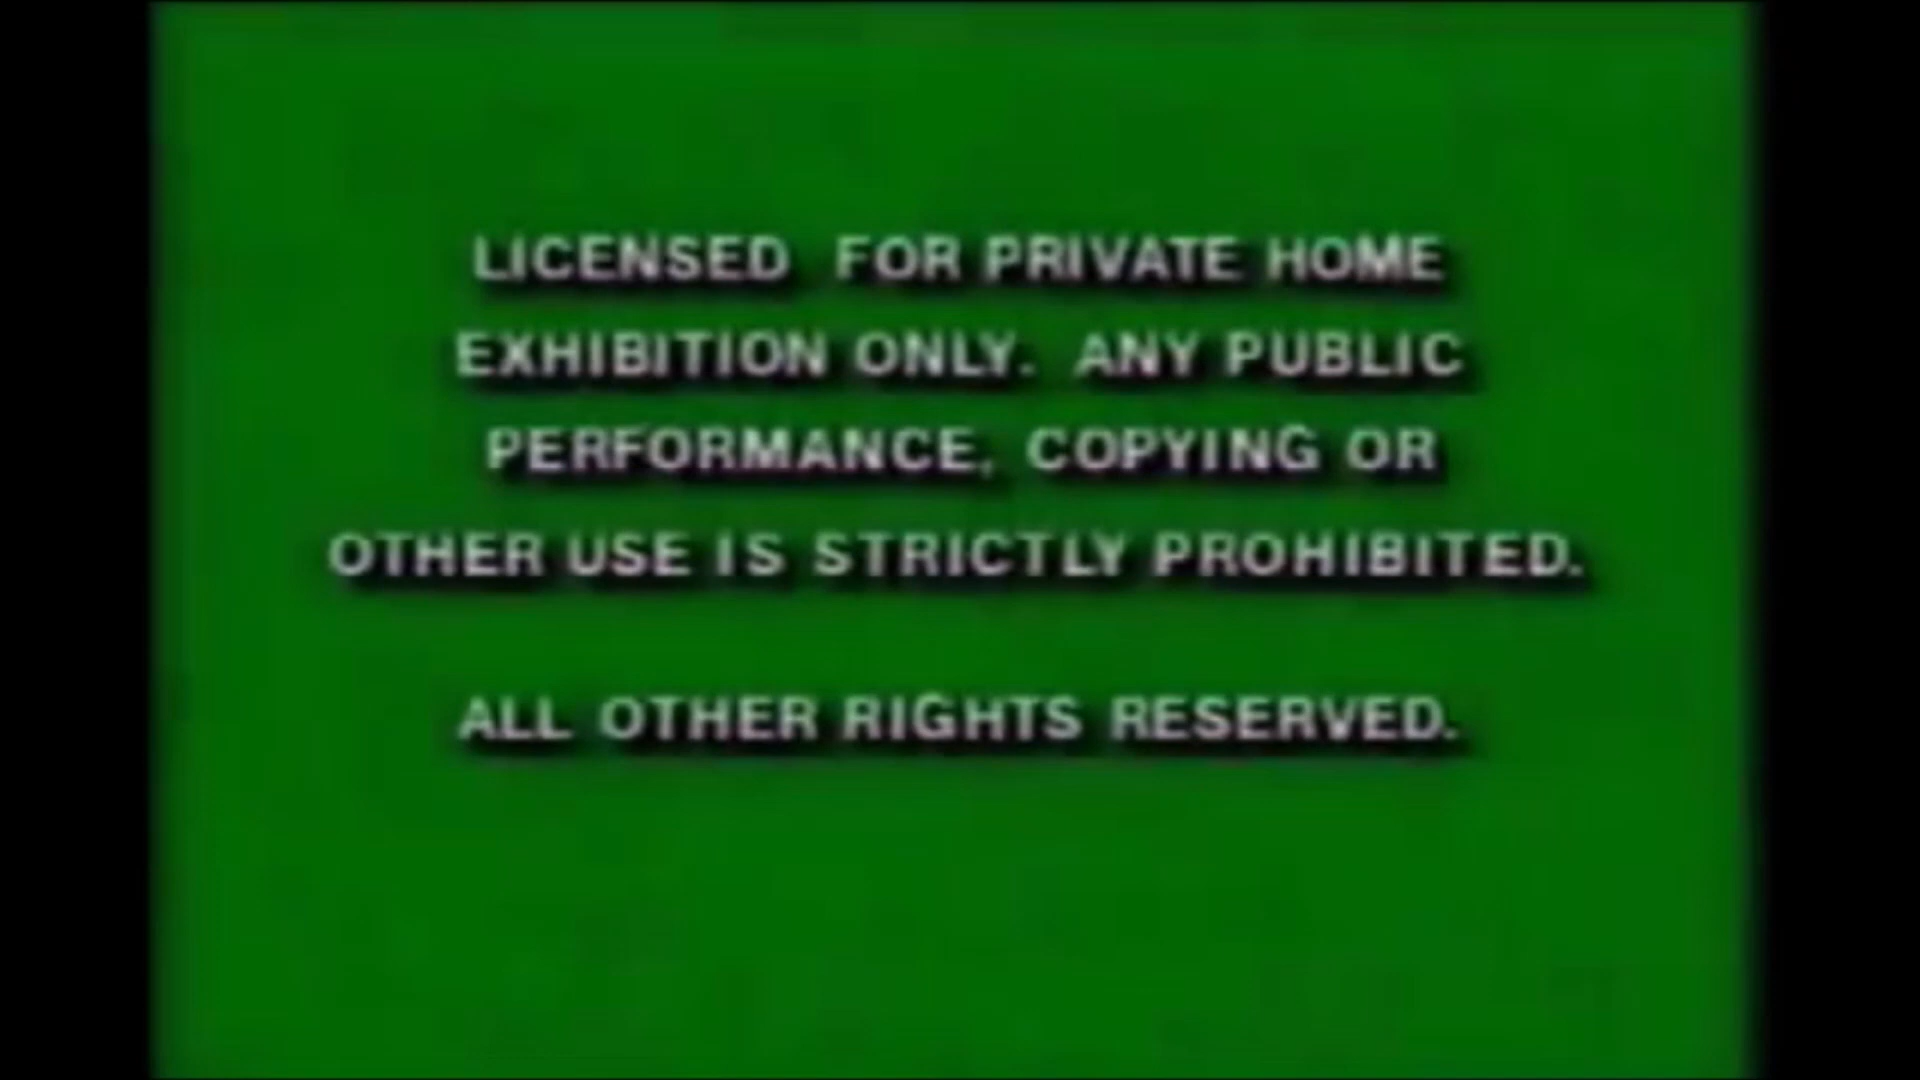 LICENSED FOR PRIVATE HOME
EXHIBITION ONLY. ANY PUBLIC
PERFORMANCE, COPYING OR
OTHER USE IS STRICTLY PROHIBITED.
ALL OTHER RIGHTS RESERVED.